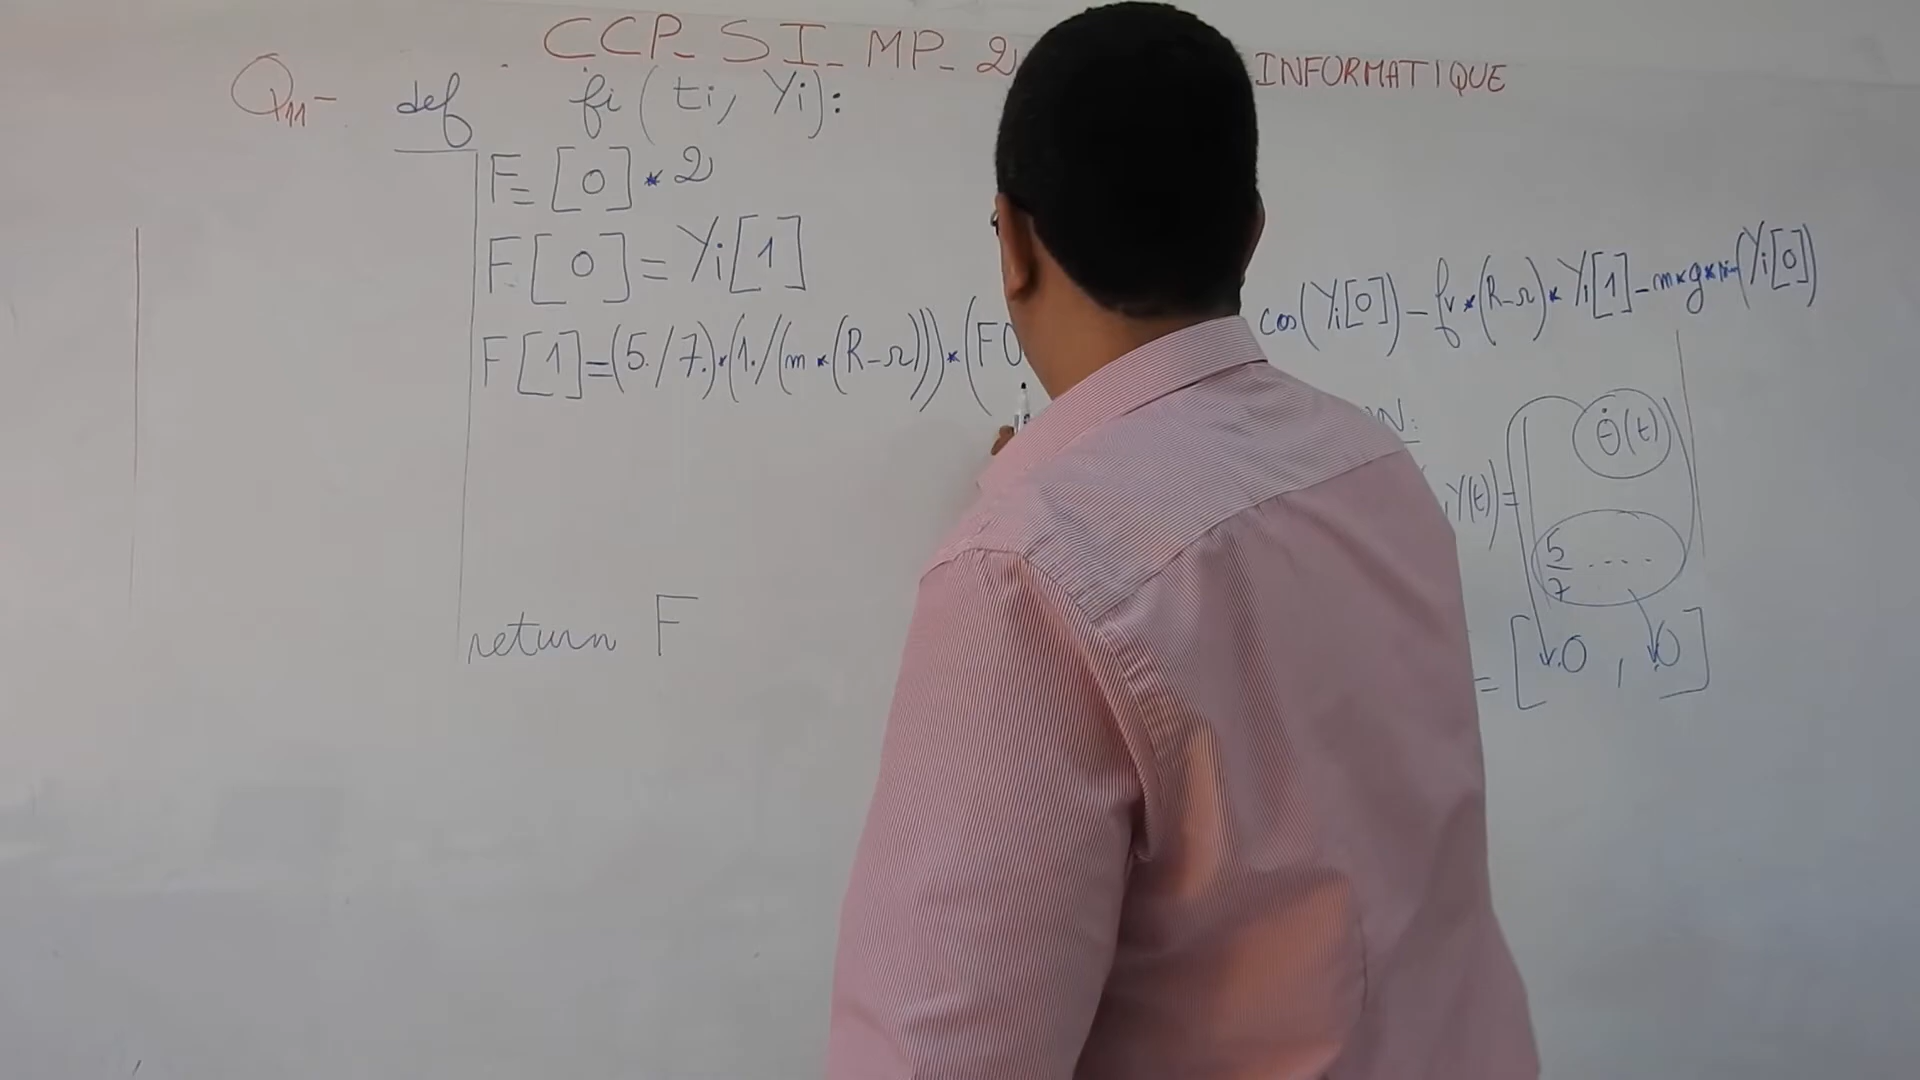 CCP_SI_MP_2 INFORMATIQUE
Q11- def fi(ti, Yi):
F=[0]*2
F[0]=Yi[1]
F[1]=(5./7.)*(1./(m*(R-r)))*(F0 cos(Yi[0])-fv*(R-r)*Yi[1]-m*g*sin(Yi[0])
N:
Y(t))= θ̇(t)
5/7 .....
= [.0 , .0]
return F